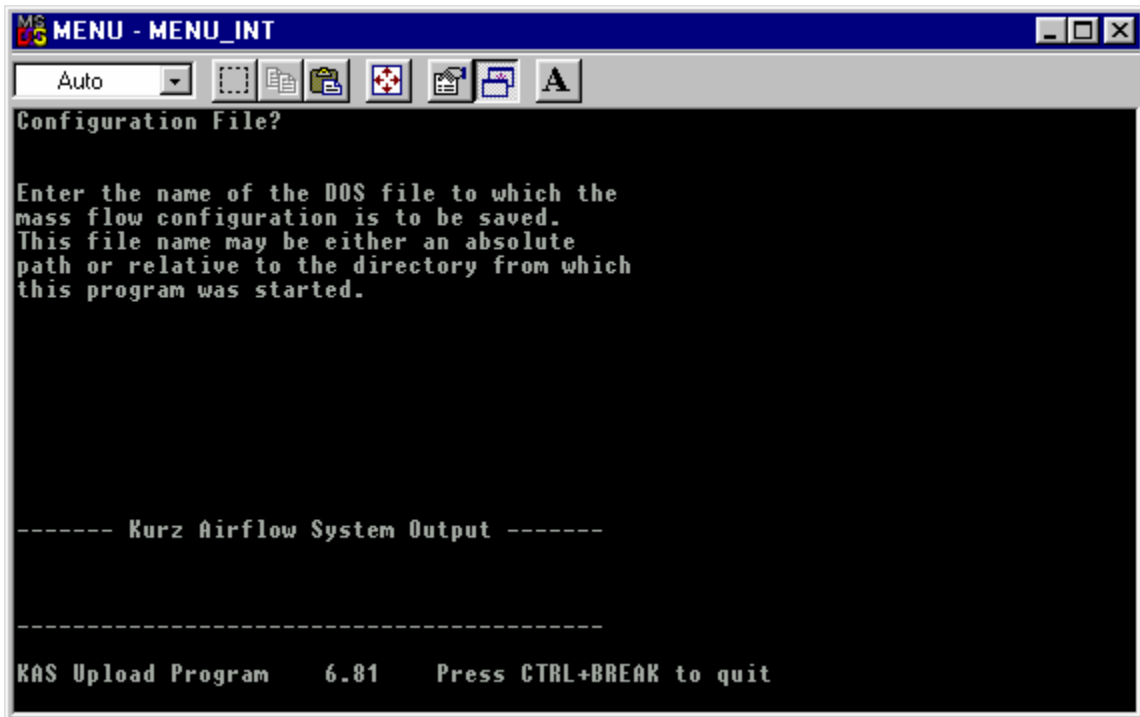 MS DS MENU - MENU_INT
Auto A
Configuration File?
Enter the name of the DOS file to which the
mass flow configuration is to be saved.
This file name may be either an absolute
path or relative to the directory from which
this program was started.
------- Kurz Airflow System Output -------
------------------------------------------
KAS Upload Program 6.81 Press CTRL+BREAK to quit